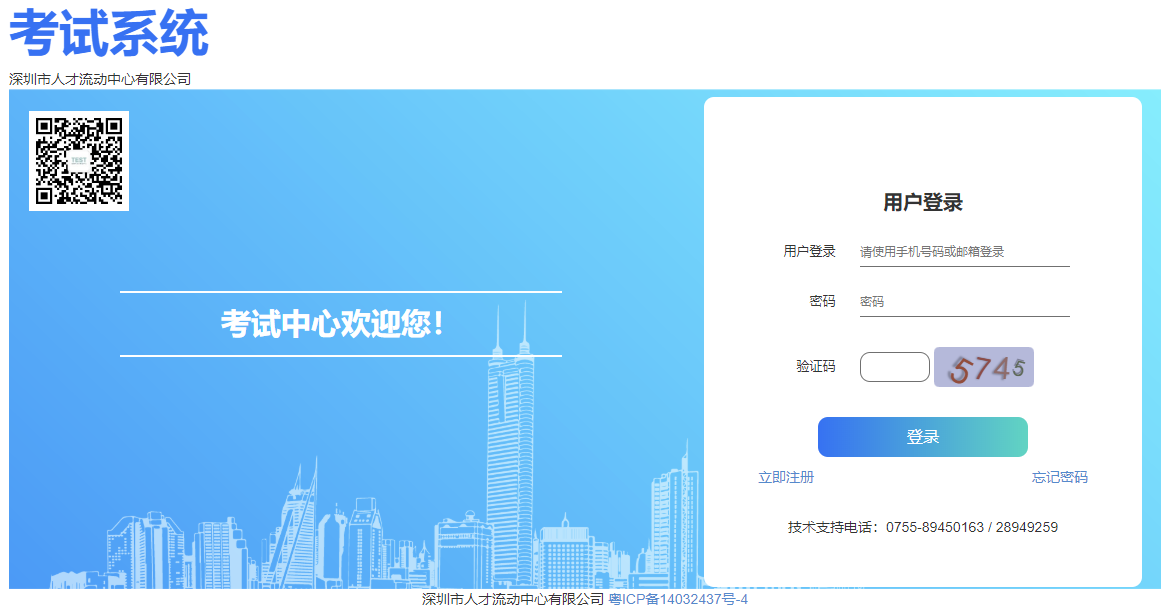 考试系统
深圳市人才流动中心有限公司
TEST
考试中心欢迎您！
用户登录
用户登录 请使用手机号码或邮箱登录
密码 密码
验证码 5745
登录
立即注册 忘记密码
技术支持电话：0755-89450163 / 28949259
深圳市人才流动中心有限公司 粤ICP备14032437号-4